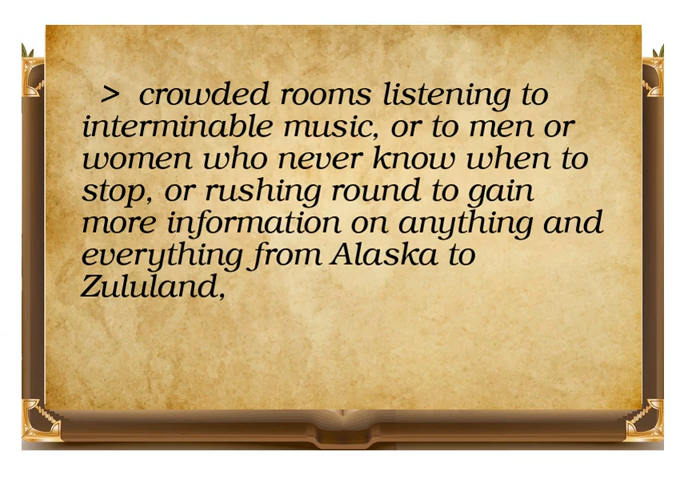 > crowded rooms listening to
interminable music, or to men or
women who never know when to
stop, or rushing round to gain
more information on anything and
everything from Alaska to
Zululand,